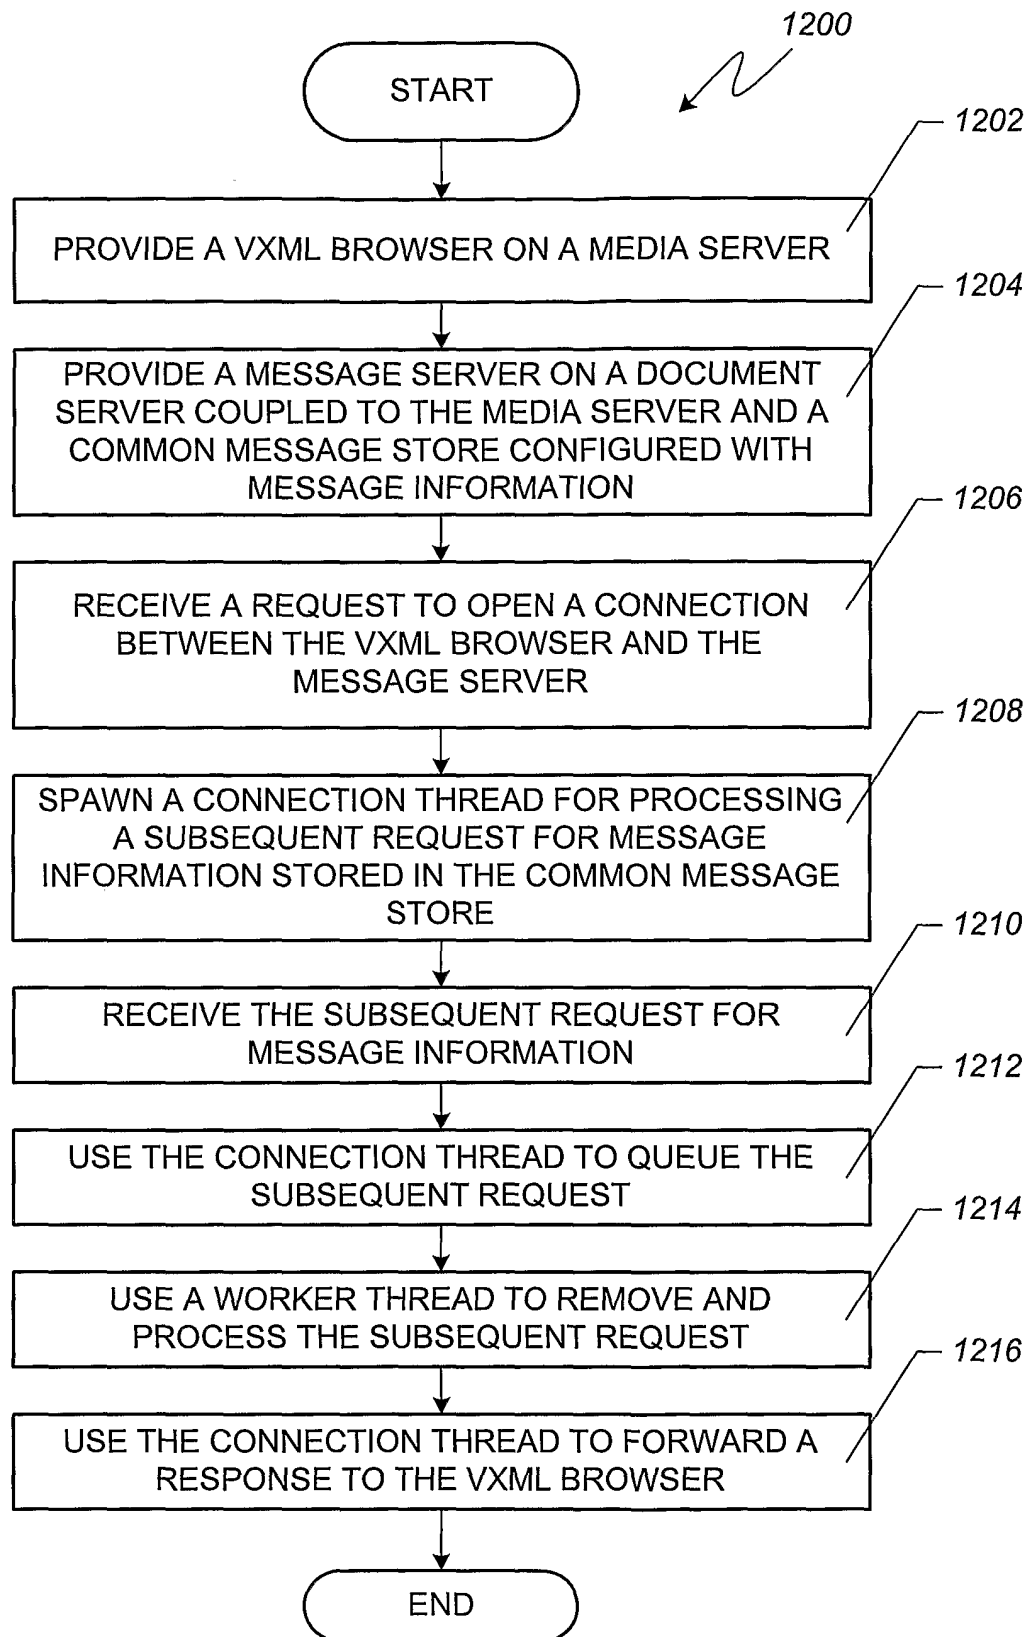 1200
START
1202
PROVIDE A VXML BROWSER ON A MEDIA SERVER
1204
PROVIDE A MESSAGE SERVER ON A DOCUMENT
SERVER COUPLED TO THE MEDIA SERVER AND A
COMMON MESSAGE STORE CONFIGURED WITH
MESSAGE INFORMATION
1206
RECEIVE A REQUEST TO OPEN A CONNECTION
BETWEEN THE VXML BROWSER AND THE
MESSAGE SERVER
1208
SPAWN A CONNECTION THREAD FOR PROCESSING
A SUBSEQUENT REQUEST FOR MESSAGE
INFORMATION STORED IN THE COMMON MESSAGE
STORE
1210
RECEIVE THE SUBSEQUENT REQUEST FOR
MESSAGE INFORMATION
1212
USE THE CONNECTION THREAD TO QUEUE THE
SUBSEQUENT REQUEST
1214
USE A WORKER THREAD TO REMOVE AND
PROCESS THE SUBSEQUENT REQUEST
1216
USE THE CONNECTION THREAD TO FORWARD A
RESPONSE TO THE VXML BROWSER
END